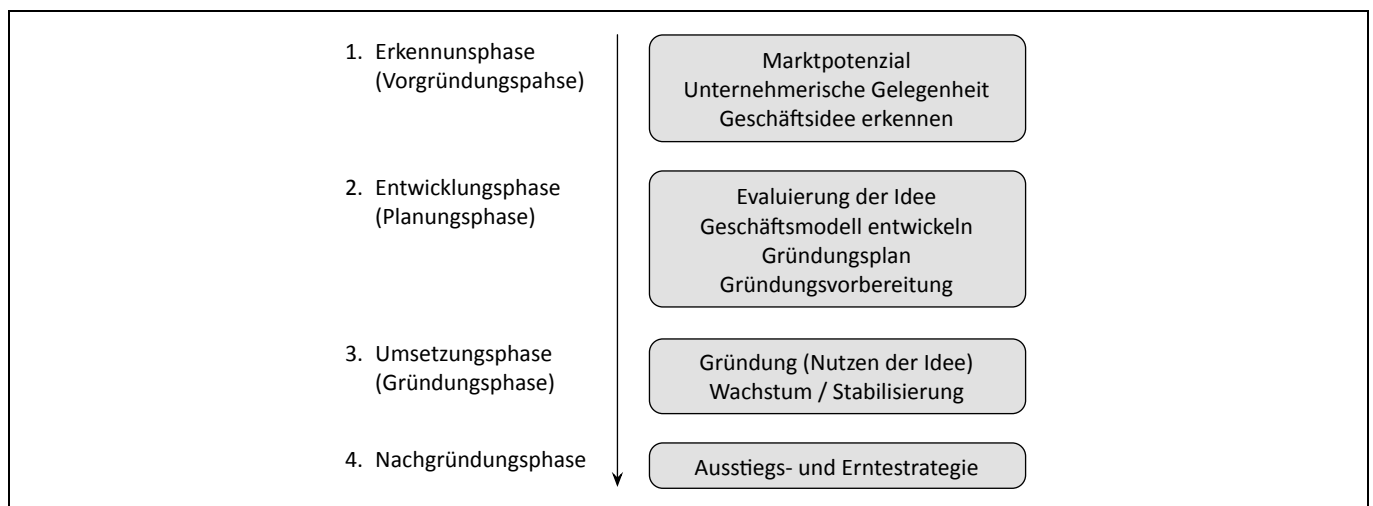 1. Erkennunsphase
(Vorgründungspahse)
Marktpotenzial
Unternehmerische Gelegenheit
Geschäftsidee erkennen
2. Entwicklungsphase
(Planungsphase)
Evaluierung der Idee
Geschäftsmodell entwickeln
Gründungsplan
Gründungsvorbereitung
3. Umsetzungsphase
(Gründungsphase)
Gründung (Nutzen der Idee)
Wachstum / Stabilisierung
4. Nachgründungsphase
Ausstiegs- und Erntestrategie